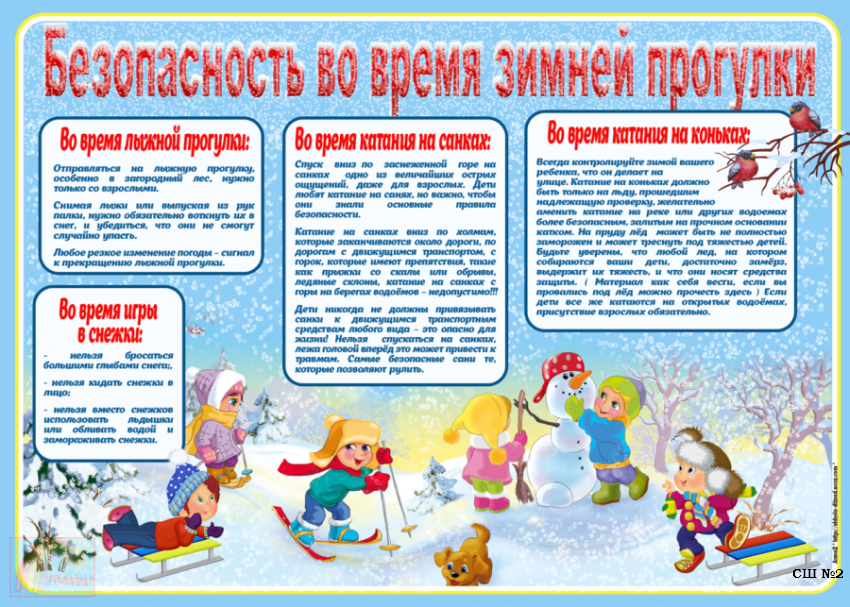 Безопасность во время зимней прогулки
Во время лыжной прогулки:
Отправляться на лыжную прогулку,
особенно в загородный лес, нужно
только со взрослыми.
Снимая лыжи или выпуская из рук
палки, нужно обязательно воткнуть их в
снег, и убедиться, что они не смогут
случайно упасть.
Любое резкое изменение погоды – сигнал
к прекращению лыжной прогулки.
Во время игры
в снежки:
- нельзя бросаться
большими глыбами снега;,
- нельзя кидать снежки в
лицо;
- нельзя вместо снежков
использовать льдышки
или обливать водой и
замораживать снежки.
Во время катания на санках:
Спуск вниз по заснеженной горе на
санках одно из величайших острых
ощущений, даже для взрослых. Дети
любят катание на санях, но важно, чтобы
они знали основные правила
безопасности.
Катание на санках вниз по холмам,
которые заканчиваются около дороги, по
дорогам с движущимся транспортом, с
горок, которые имеют препятствия, такие
как прыжки со скалы или обрывы,
ледяные склоны, катание на санках с
горы на берегах водоёмов – недопустимо!!!
Дети никогда не должны привязывать
санки к движущимся транспортным
средствам любого вида – это опасно для
жизни! Нельзя спускаться на санках,
лежа головой вперёд это может привести к
травмам. Самые безопасные сани те,
которые позволяют рулить.
Во время катания на коньках:
Всегда контролируйте зимой вашего
ребенка, что он делает на
улице. Катание на коньках должно
быть только на льду, прошедшим
надлежащую проверку, желательно
аменить катание на реке или других водоемах
более безопасным, залитым на прочном основании
катком. На пруду лёд может быть не полностью
заморожен и может треснуть под тяжестью детей.
Будьте уверены, что любой лед, на котором
собираются ваши дети, достаточно замёрз,
выдержит их тяжесть, и что они носят средства
защиты. ( Материал как себя вести, если вы
провались под лёд можно прочесть здесь ) Если
дети все же катаются на открытых водоёмах,
присутствие взрослых обязательно.
СШ №2